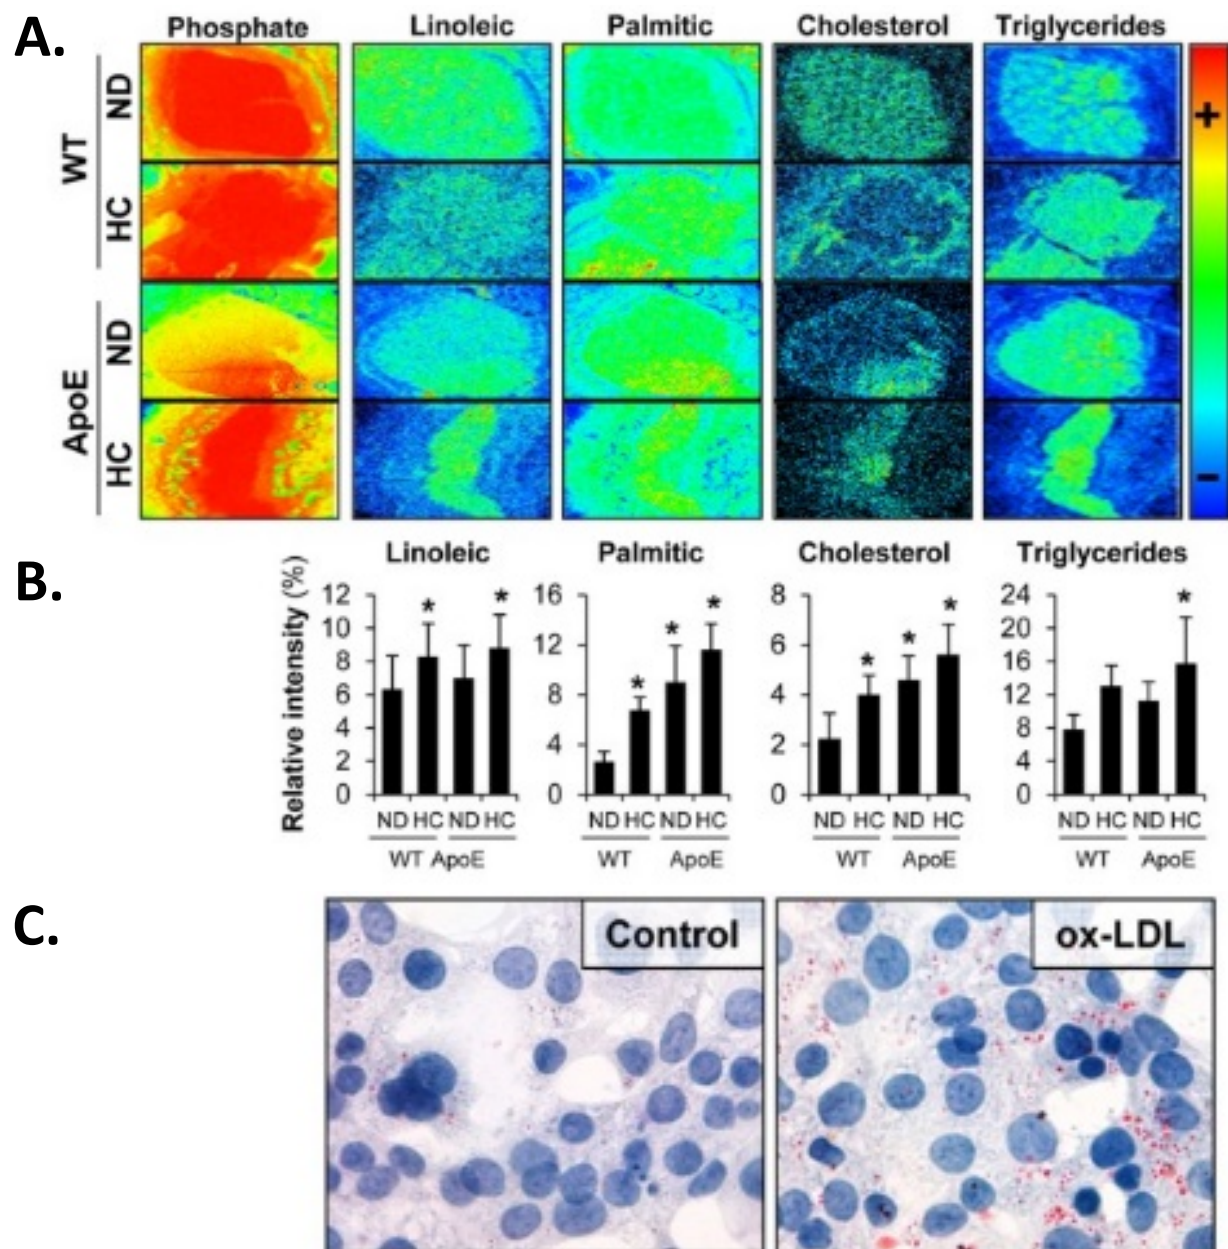 A.
Phosphate Linoleic Palmitic Cholesterol Triglycerides
WT
ND
HC
ApoE
ND
HC
+
−
B.
Linoleic Palmitic Cholesterol Triglycerides
Relative intensity (%)
12 16 8 24
10 20
8 12 6 16
6 8 4 12
4 4 2 8
2 4
0 0 0 0
* * * * * * * * *
ND HC ND HC ND HC ND HC ND HC ND HC ND HC ND HC
WT ApoE WT ApoE WT ApoE WT ApoE
C.
Control ox-LDL